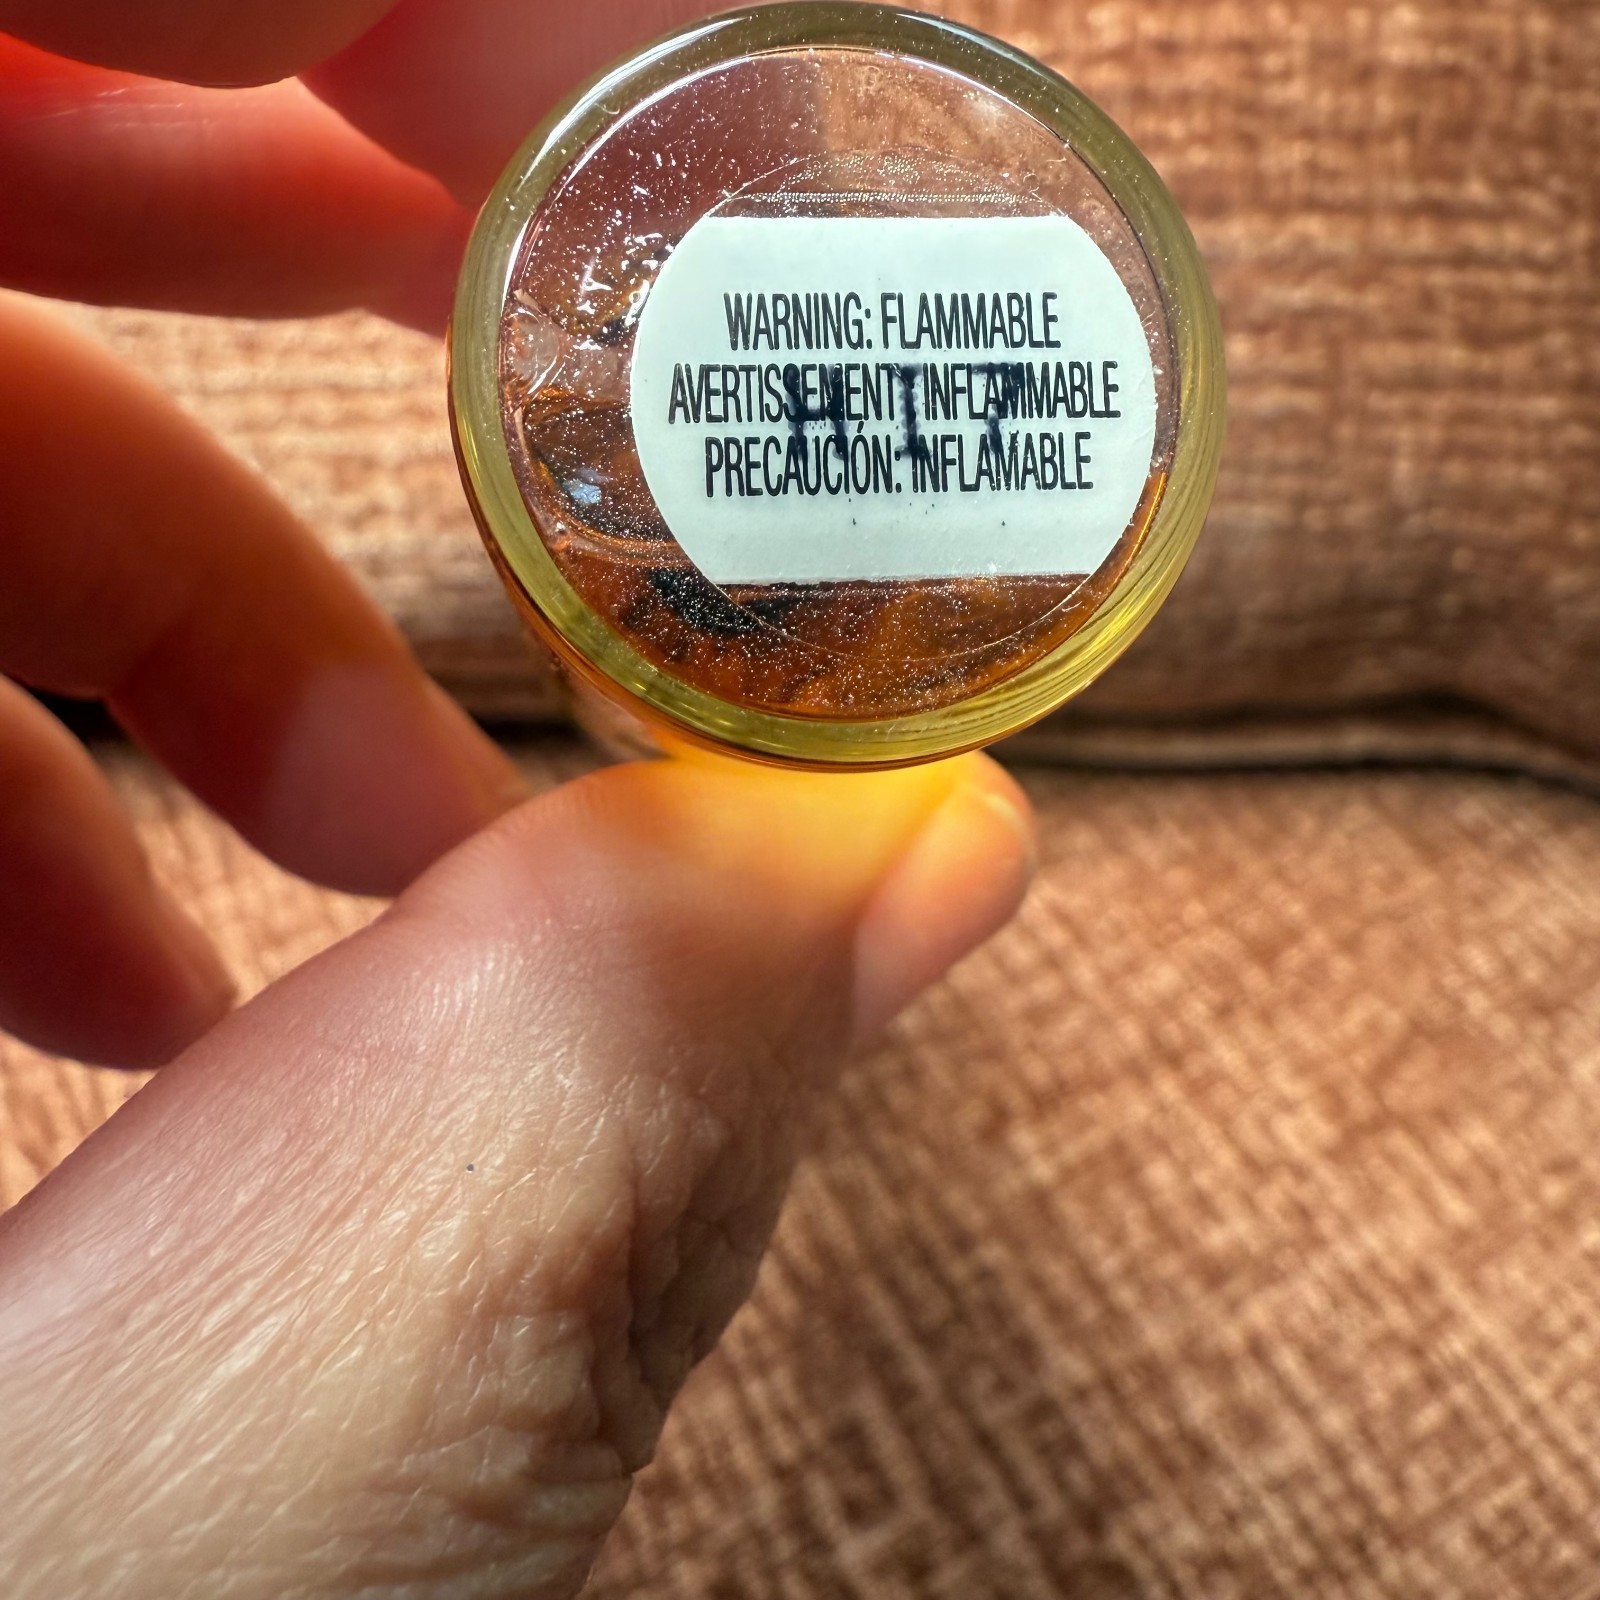 WARNING: FLAMMABLE
AVERTISSEMENT: INFLAMMABLE
PRECAUCIÓN: INFLAMABLE